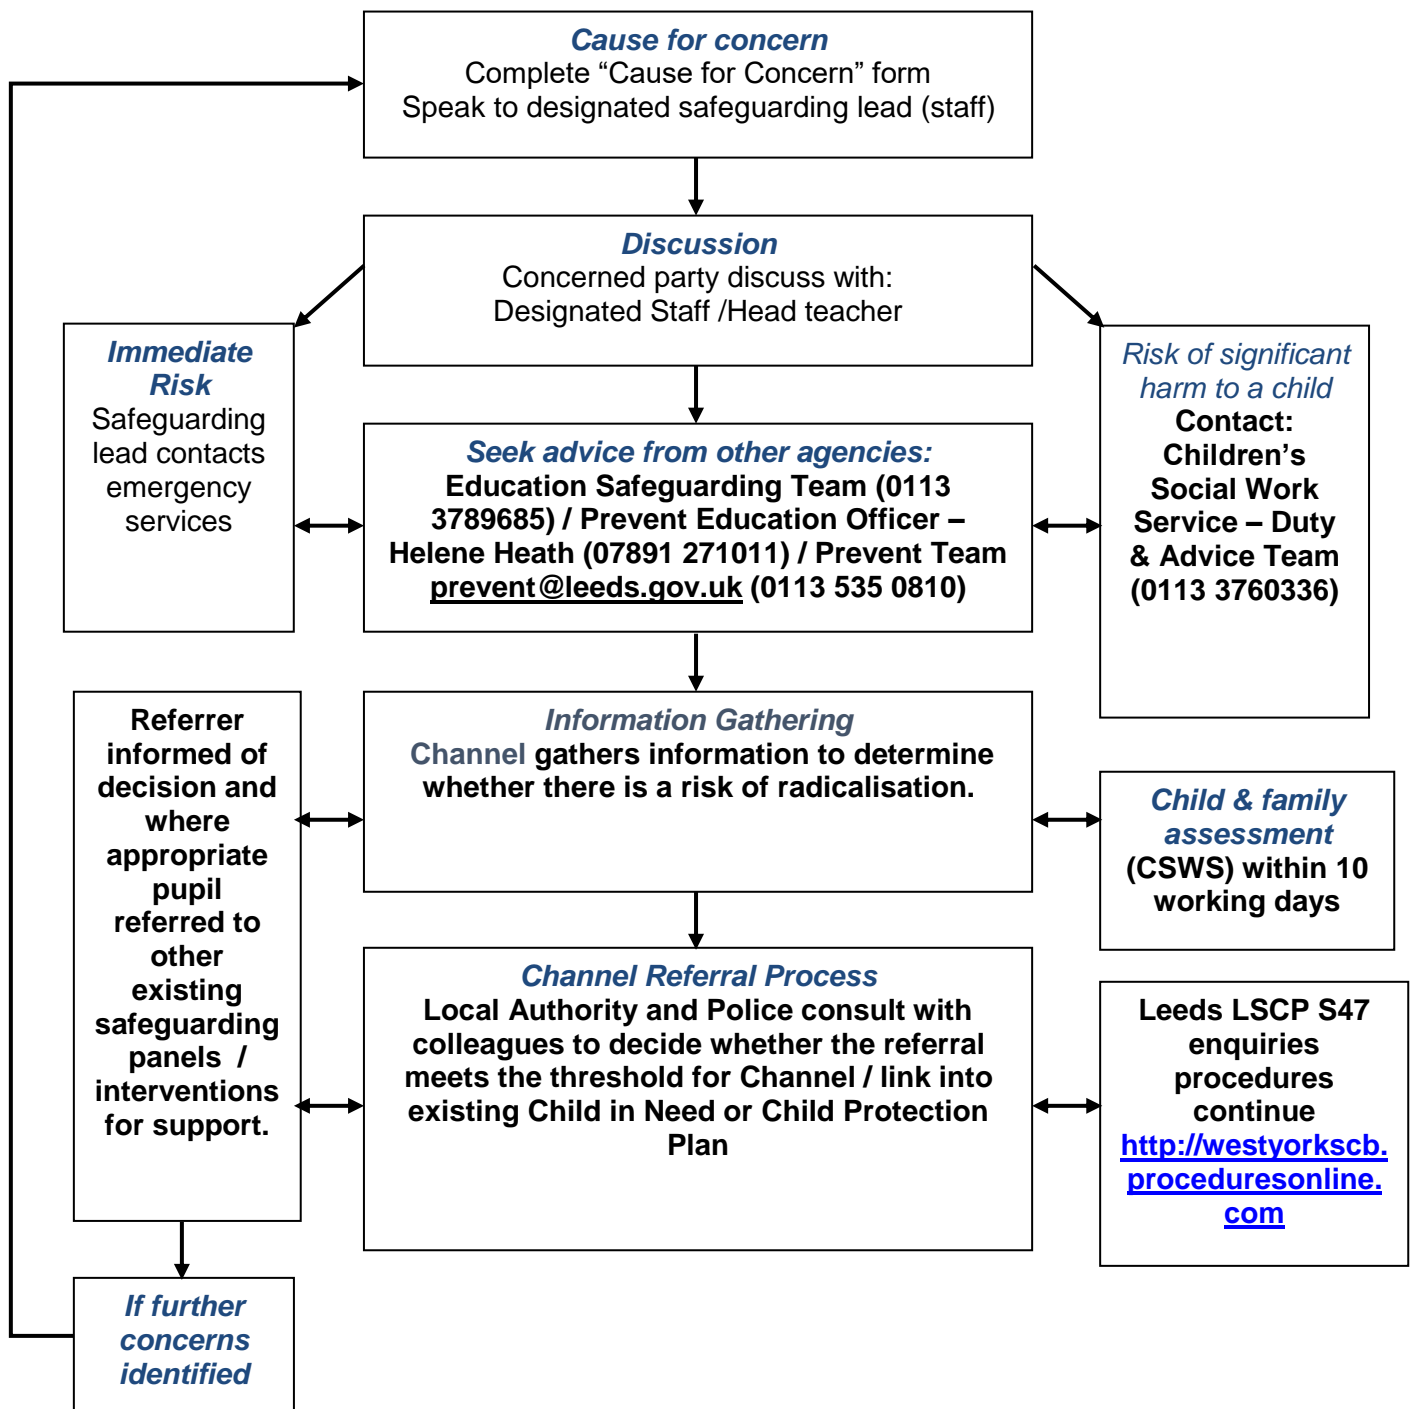 Cause for concern
Complete “Cause for Concern” form
Speak to designated safeguarding lead (staff)
Discussion
Concerned party discuss with:
Designated Staff /Head teacher
Immediate
Risk
Safeguarding
lead contacts
emergency
services
Seek advice from other agencies:
Education Safeguarding Team (0113
3789685) / Prevent Education Officer –
Helene Heath (07891 271011) / Prevent Team
prevent@leeds.gov.uk (0113 535 0810)
Risk of significant
harm to a child
Contact:
Children’s
Social Work
Service – Duty
& Advice Team
(0113 3760336)
Referrer
informed of
decision and
where
appropriate
pupil
referred to
other
existing
safeguarding
panels  /
interventions
for support.
Information Gathering
Channel gathers information to determine
whether there is a risk of radicalisation.
Child & family
assessment
(CSWS) within 10
working days
Channel Referral Process
Local Authority and Police consult with
colleagues to decide whether the referral
meets the threshold for Channel / link into
existing Child in Need or Child Protection
Plan
Leeds LSCP S47
enquiries
procedures
continue
http://westyorkscb.
proceduresonline.
com
If further
concerns
identified